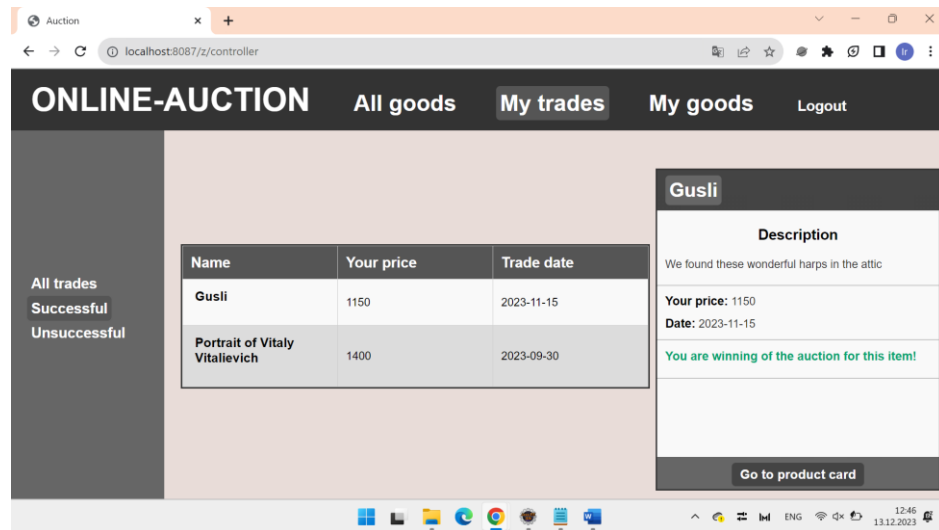 Auction
localhost:8087/z/controller
Ir
ONLINE-AUCTION All goods My trades My goods Logout
All trades
Successful
Unsuccessful
Name Your price Trade date
Gusli 1150 2023-11-15
Portrait of Vitaly
Vitalievich 1400 2023-09-30
Gusli
Description
We found these wonderful harps in the attic
Your price: 1150
Date: 2023-11-15
You are winning of the auction for this item!
Go to product card
ENG
12:46
13.12.2023